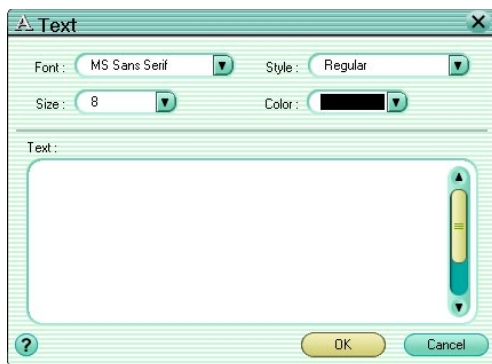 A Text
Font : MS Sans Serif Style : Regular
Size : 8 Color :
Text :
? OK Cancel